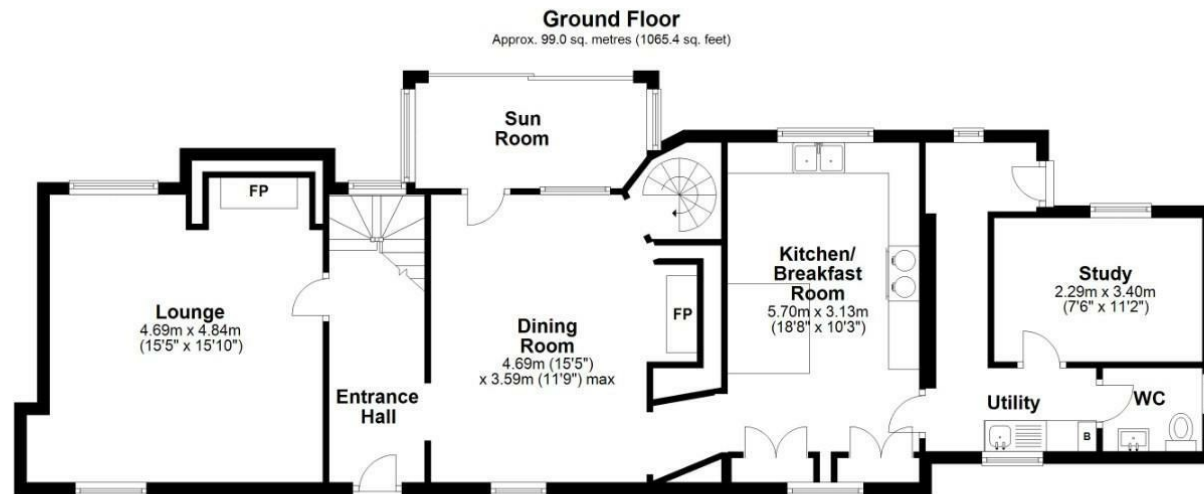 Ground Floor
Approx. 99.0 sq. metres (1065.4 sq. feet)
Sun
Room
FP
Lounge
4.69m x 4.84m
(15'5" x 15'10")
Entrance
Hall
Dining
Room
4.69m (15'5")
x 3.59m (11'9") max
FP
Kitchen/
Breakfast
Room
5.70m x 3.13m
(18'8" x 10'3")
Study
2.29m x 3.40m
(7'6" x 11'2")
Utility
B
WC